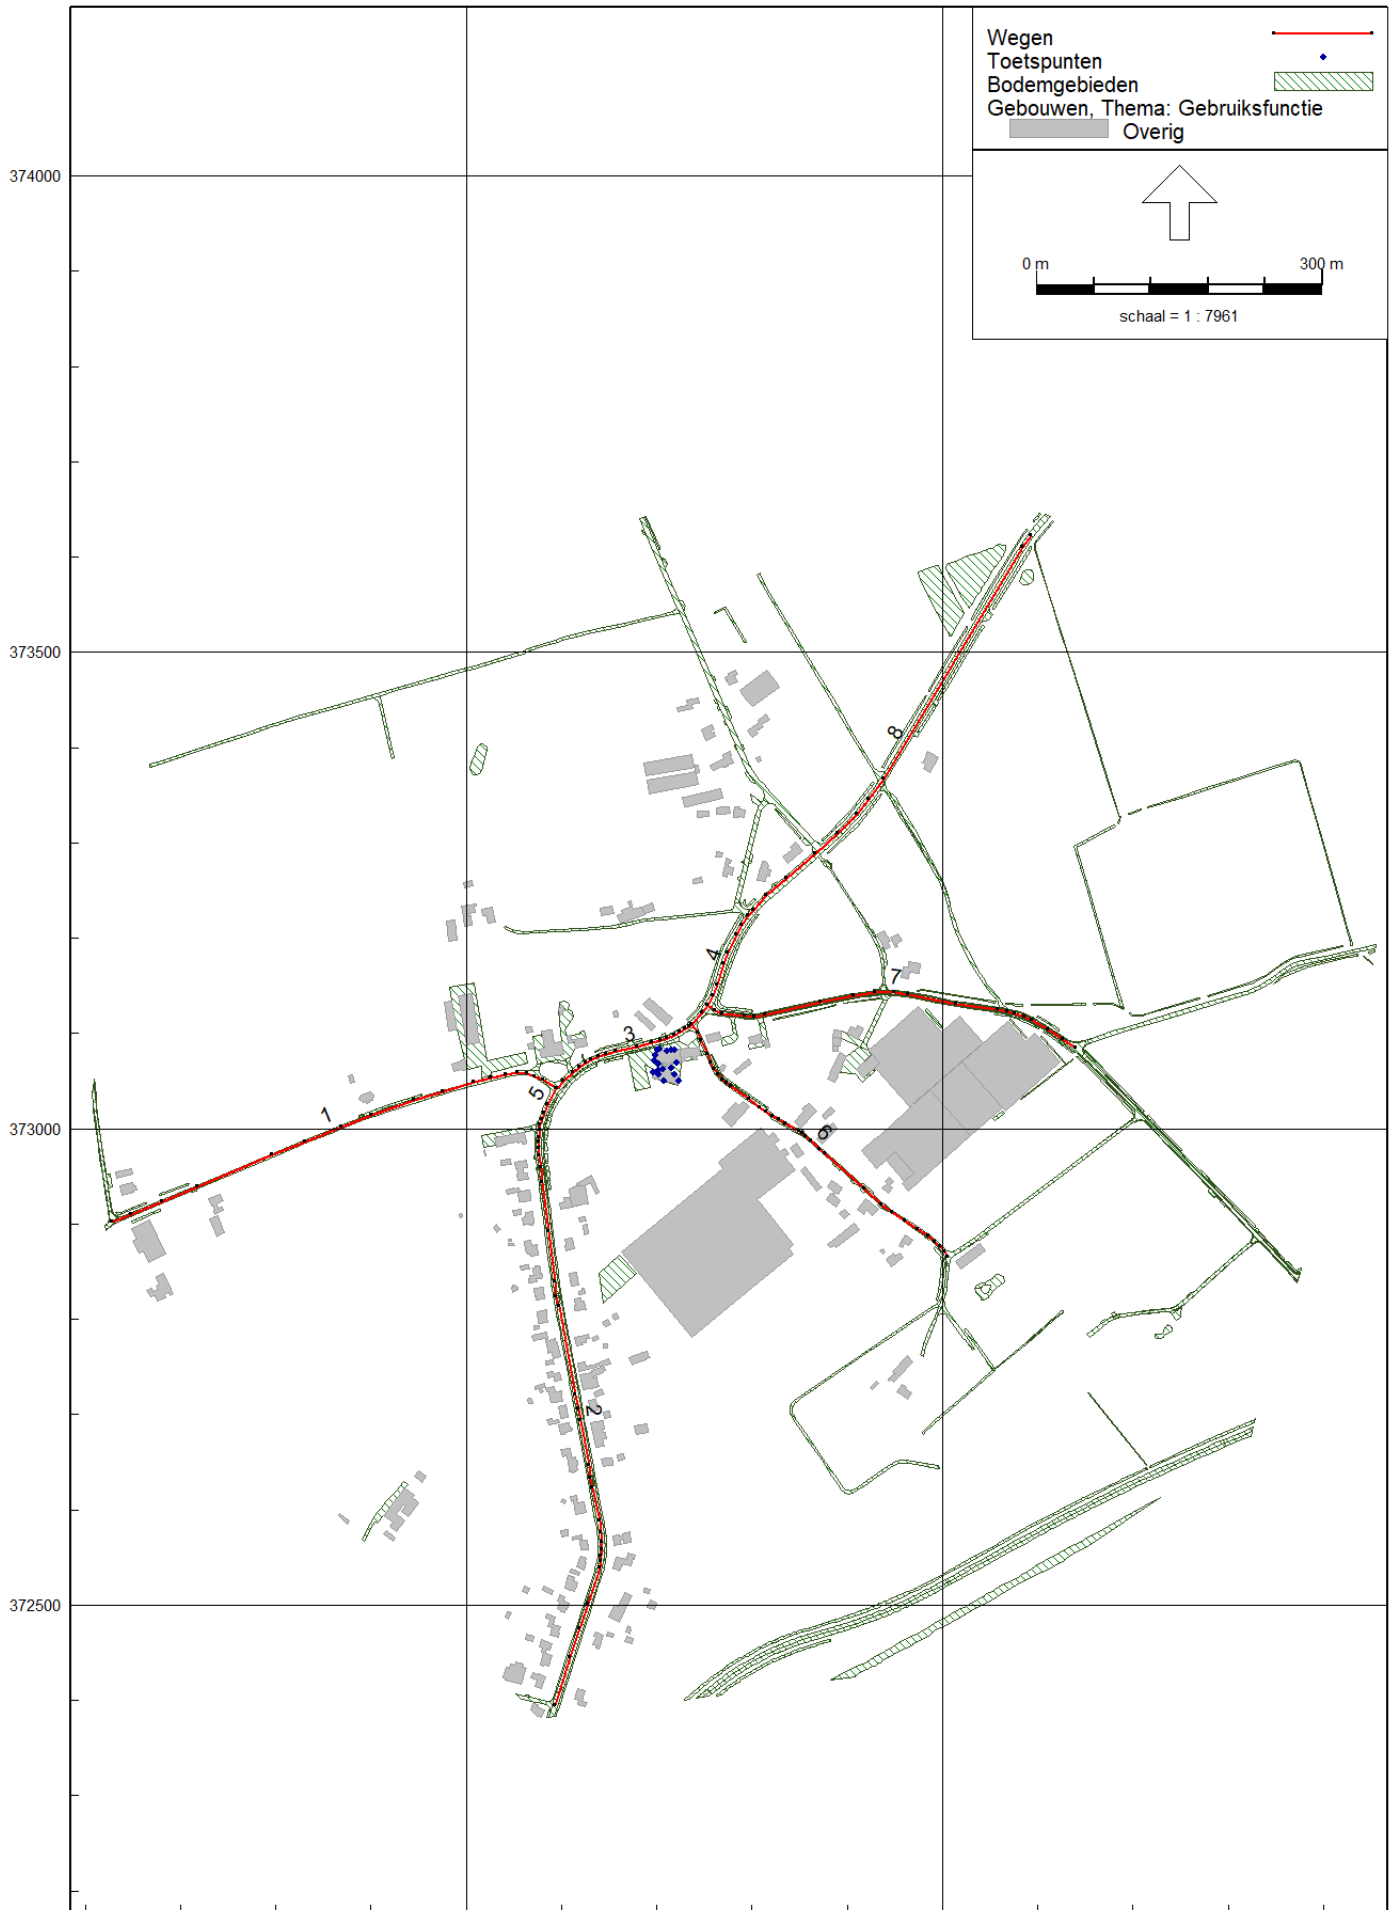 Wegen
Toetspunten
Bodemgebieden
Gebouwen, Thema: Gebruiksfunctie
Overig
374000
0 m 300 m
schaal = 1 : 7961
373500
8
4
7
3
5
1
373000
6
2
372500